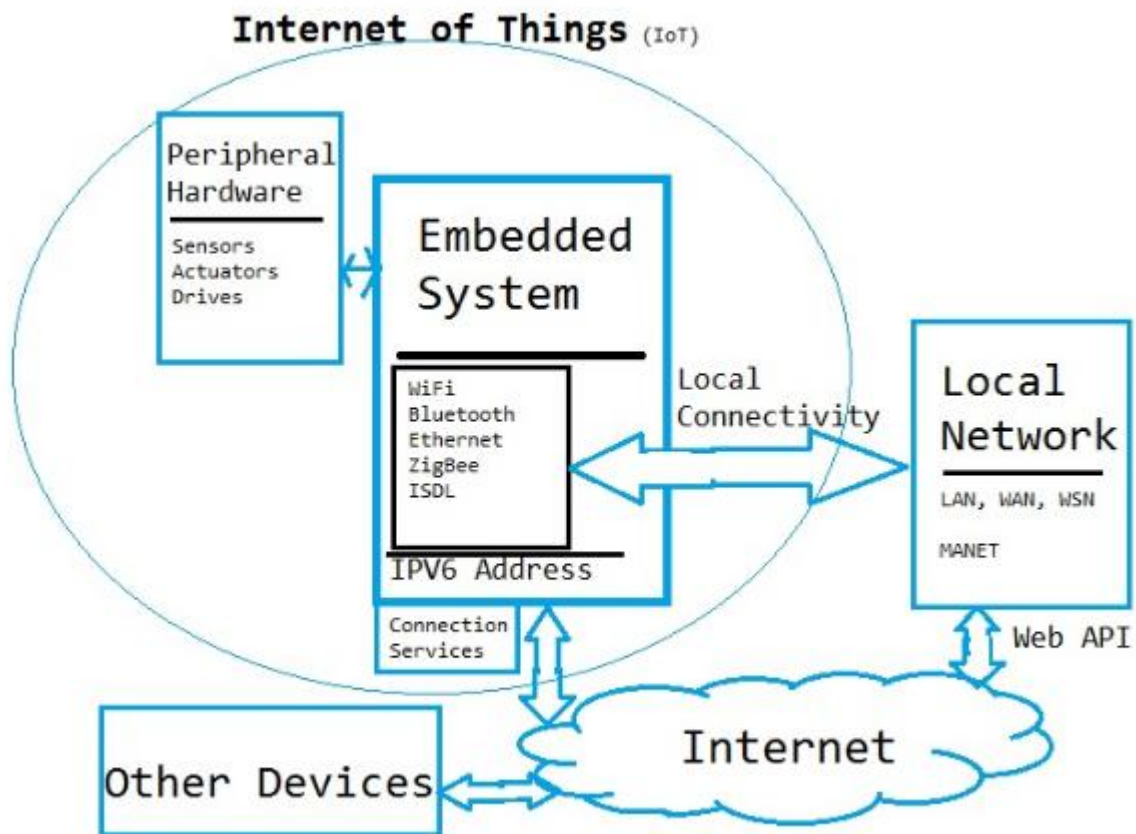 Internet of Things (IoT)
Peripheral
Hardware
Sensors
Actuators
Drives
Embedded
System
WiFi
Bluetooth
Ethernet
ZigBee
ISDL
IPV6 Address
Connection
Services
Local
Connectivity
Local
Network
LAN, WAN, WSN
MANET
Web API
Internet
Other Devices